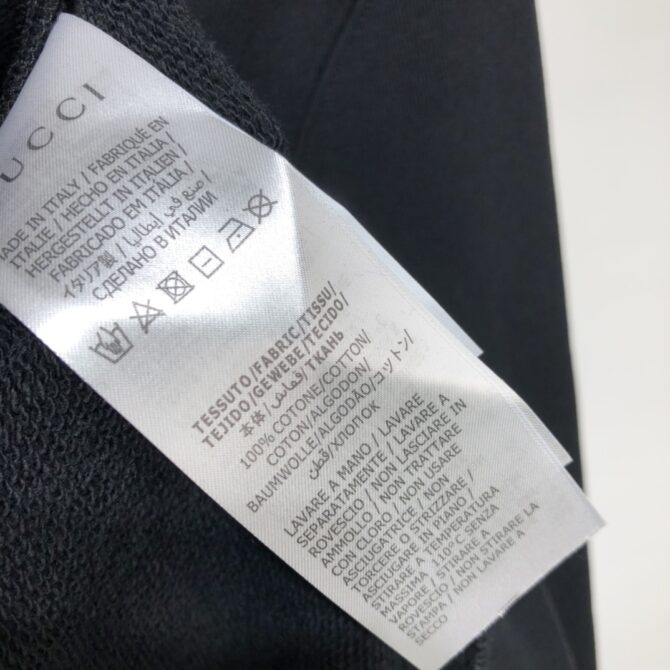 UCCI
MADE IN ITALY / FABRIQUÉ EN
ITALIE / HECHO EN ITALIA /
HERGESTELLT IN ITALIEN /
FABRICADO EM ITÁLIA /
イタリア製 / صنع في إيطاليا /
СДЕЛАНО В ИТАЛИИ
TESSUTO/FABRIC/TISSU/
TEJIDO/GEWEBE/TECIDO/
本体/قماش/ТКАНЬ
100% COTONE/COTTON/
COTON/ALGODON/
BAUMWOLLE/ALGODÃO/コットン/
قطن/ХЛОПОК
LAVARE A MANO // LAVARE
SEPARATAMENTE / LAVARE A
ROVESCIO / NON LASCIARE IN
AMMOLLO / NON TRATTARE
CON CLORO / NON USARE
ASCIUGATRICE / NON
TORCERE O STRIZZARE /
ASCIUGARE IN PIANO /
STIRARE A TEMPERATURA
MASSIMA 110°C SENZA
VAPORE / STIRARE A
ROVESCIO / NON STIRARE LA
STAMPA / NON LAVARE A
SECCO